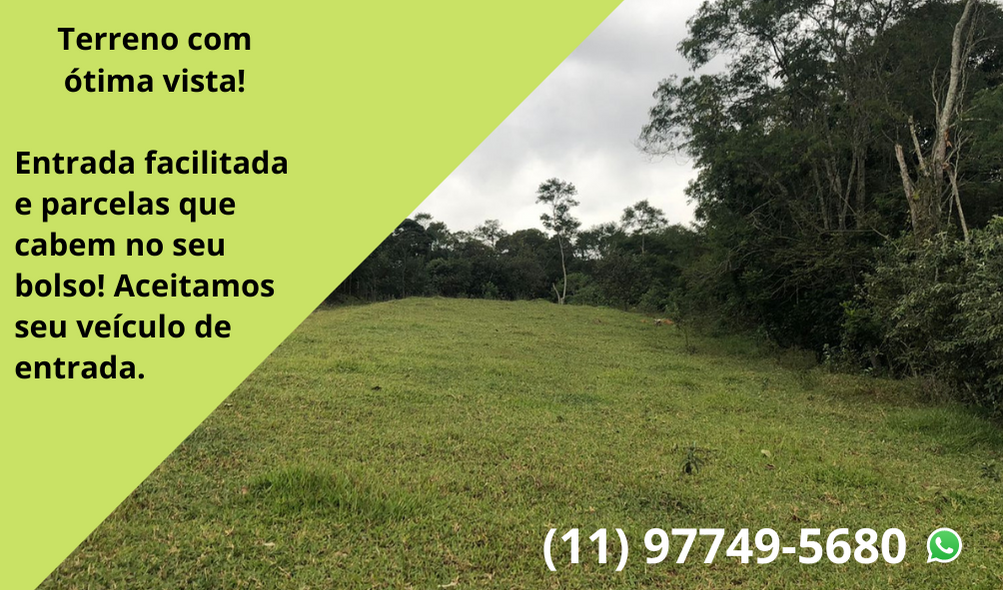 Terreno com
ótima vista!
Entrada facilitada
e parcelas que
cabem no seu
bolso! Aceitamos
seu veículo de
entrada.
(11) 97749-5680